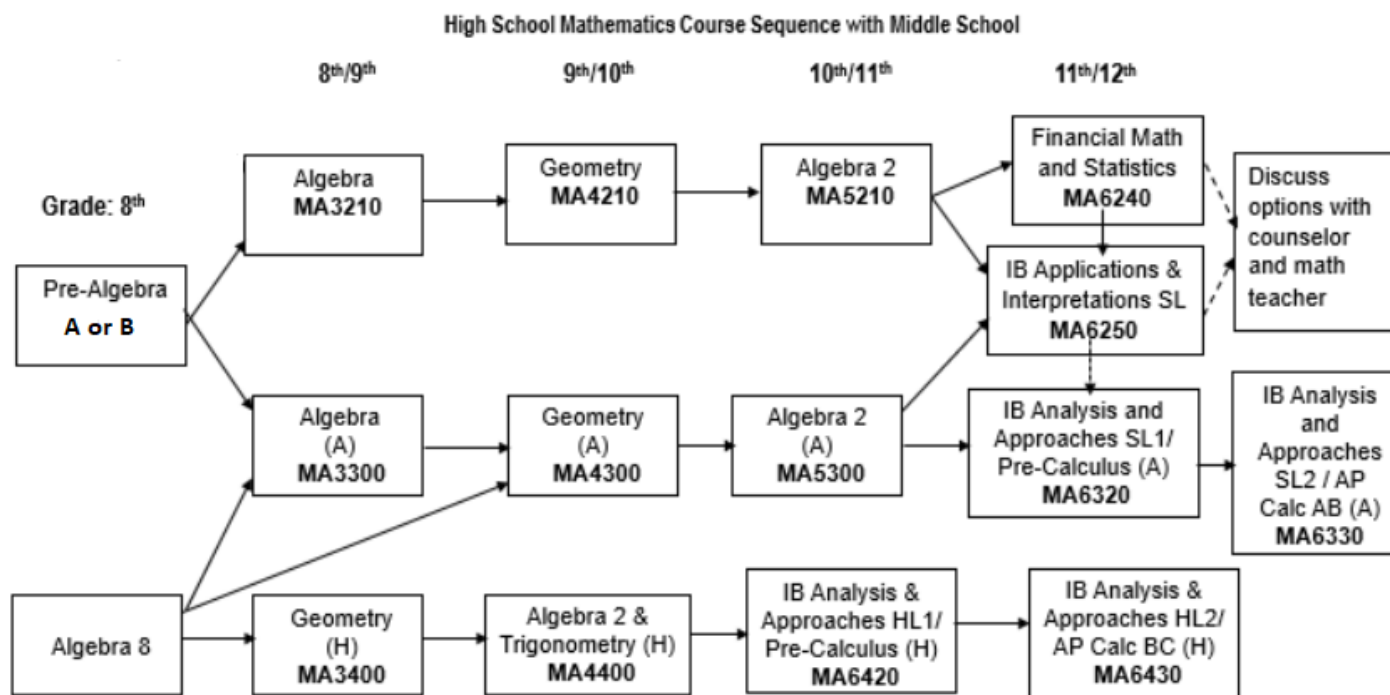 High School Mathematics Course Sequence with Middle School
8th/9th
9th/10th
10th/11th
11th/12th
Grade: 8th
Pre-Algebra
A or B
Algebra
MA3210
Geometry
MA4210
Algebra 2
MA5210
Financial Math
and Statistics
MA6240
Discuss
options with
counselor
and math
teacher
IB Applications &
Interpretations SL
MA6250
Algebra
(A)
MA3300
Geometry
(A)
MA4300
Algebra 2
(A)
MA5300
IB Analysis and
Approaches SL1/
Pre-Calculus (A)
MA6320
IB Analysis
and
Approaches
SL2 / AP
Calc AB (A)
MA6330
Algebra 8
Geometry
(H)
MA3400
Algebra 2 &
Trigonometry (H)
MA4400
IB Analysis &
Approaches HL1/
Pre-Calculus (H)
MA6420
IB Analysis &
Approaches HL2/
AP Calc BC (H)
MA6430